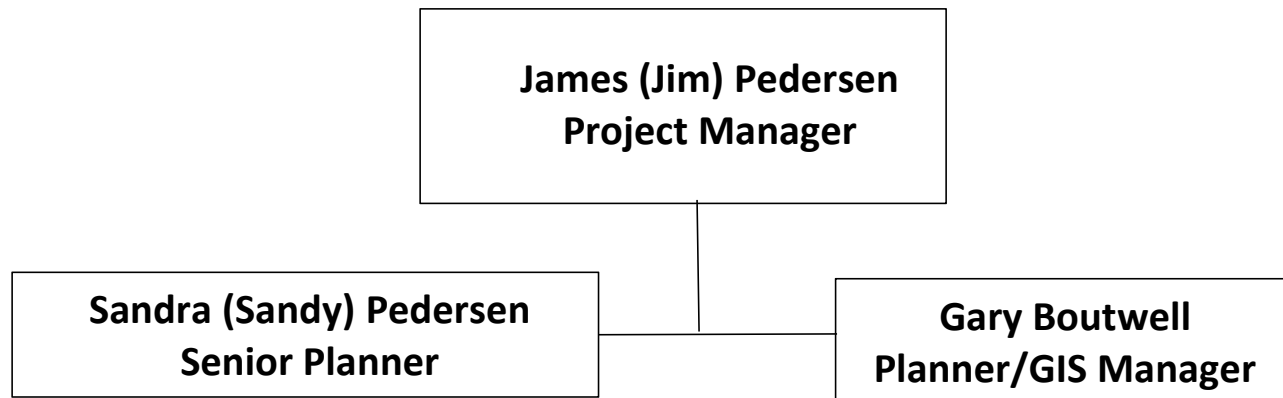 James (Jim) Pedersen
Project Manager
Sandra (Sandy) Pedersen
Senior Planner
Gary Boutwell
Planner/GIS Manager